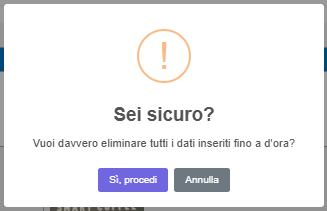 !
Sei sicuro?
Vuoi davvero eliminare tutti i dati inseriti fino a d'ora?
Sì, procedi
Annulla